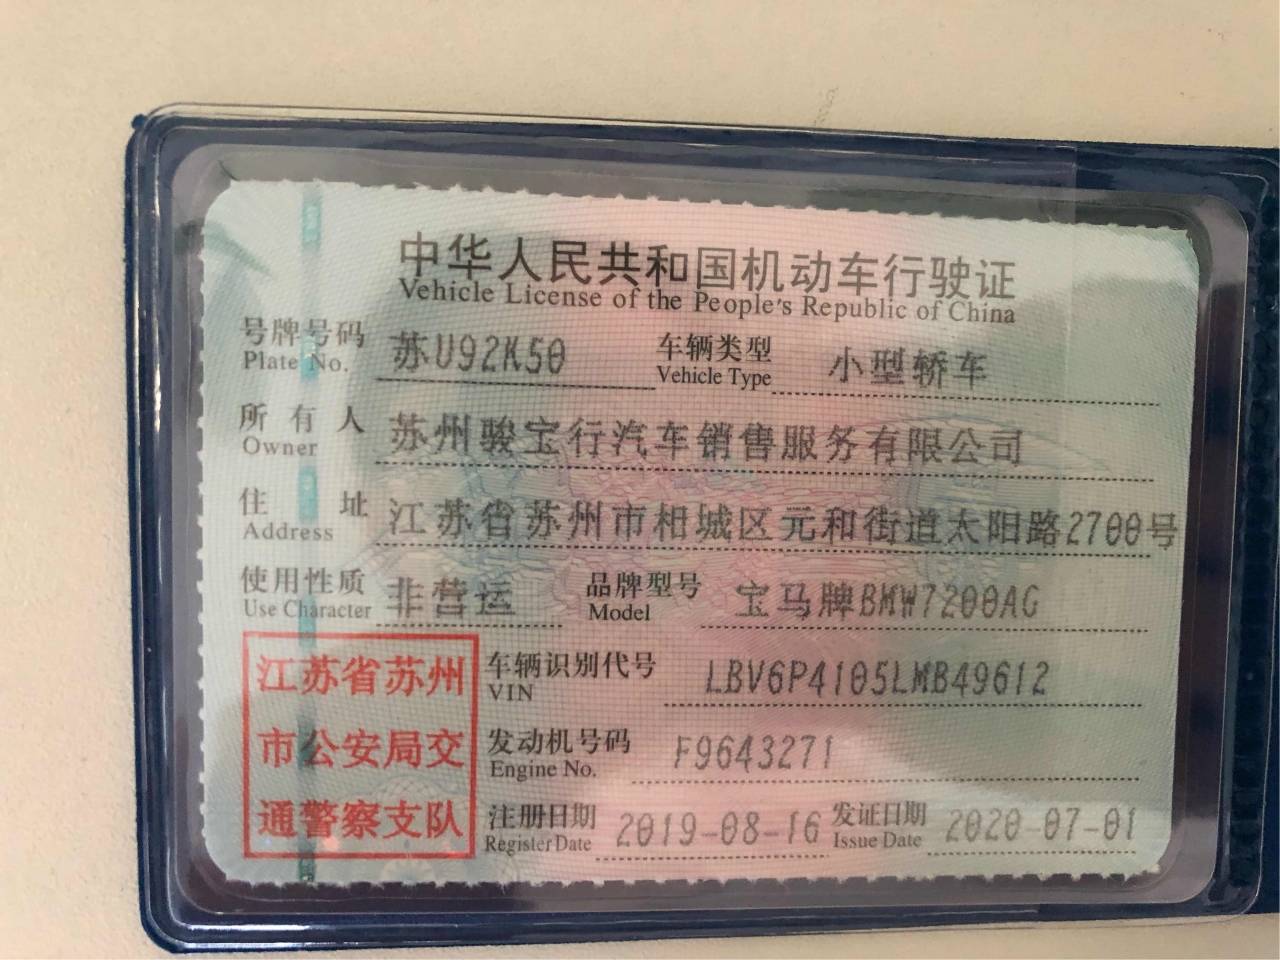 中华人民共和国机动车行驶证
Vehicle License of the People's Republic of China
号牌号码 苏U92K50 车辆类型 小型轿车
Plate No. Vehicle Type
所有人 苏州骏宝行汽车销售服务有限公司
Owner
住址 江苏省苏州市相城区元和街道太阳路2700号
Address
使用性质 非营运 品牌型号 宝马牌BMW7200AG
Use Character Model
江苏省苏州
市公安局交
通警察支队
车辆识别代号 LBV6P4105LMB49612
VIN
发动机号码 F9643271
Engine No.
注册日期 2019-08-16 发证日期 2020-07-01
Register Date Issue Date